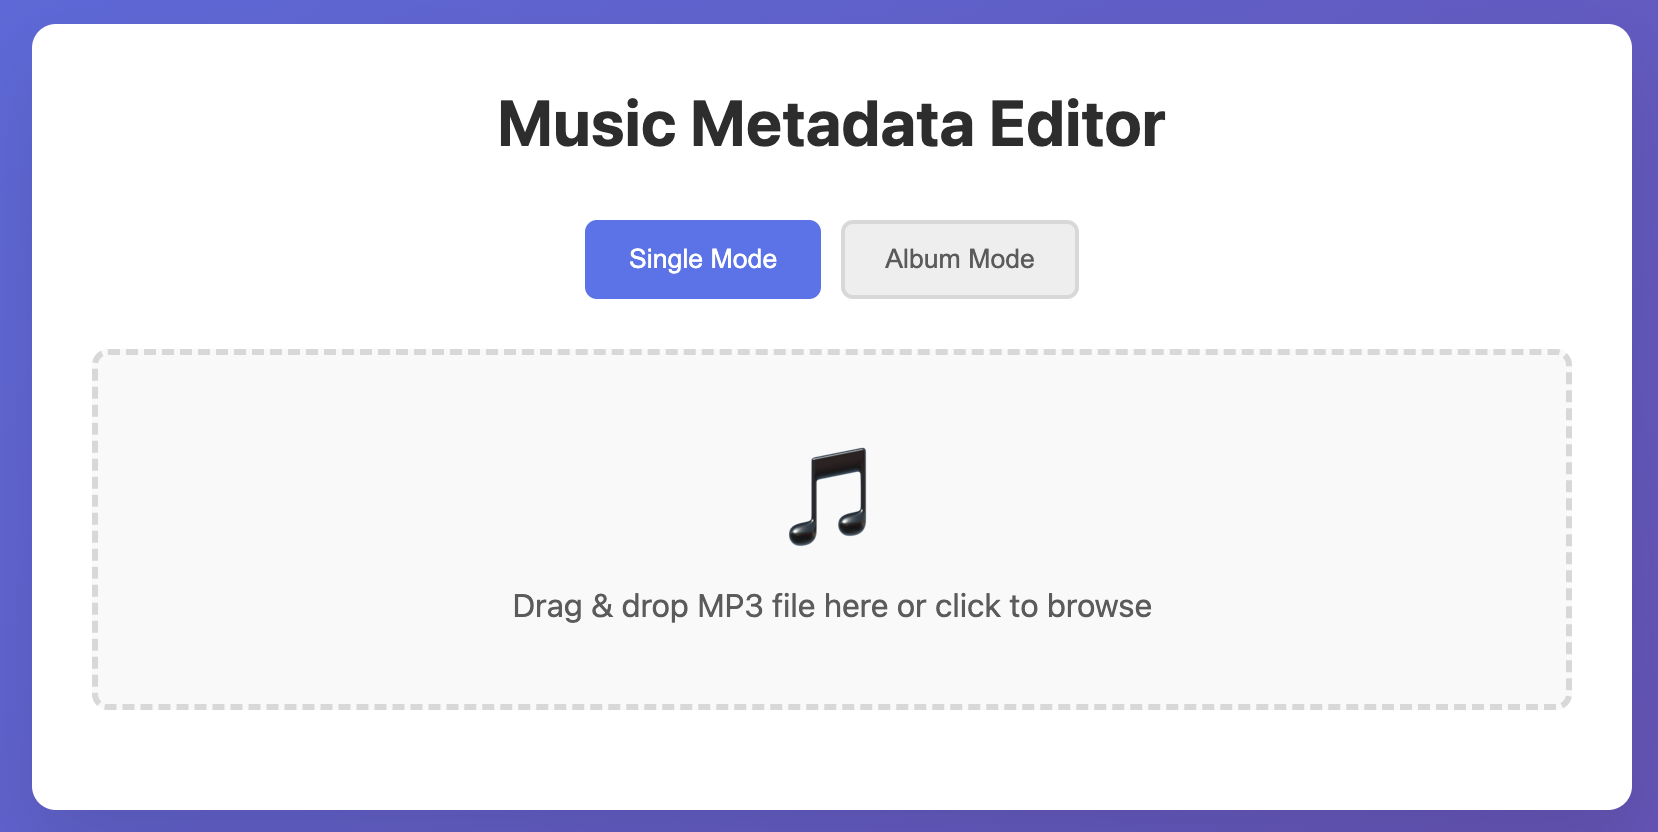 Music Metadata Editor
Single Mode
Album Mode
Drag & drop MP3 file here or click to browse